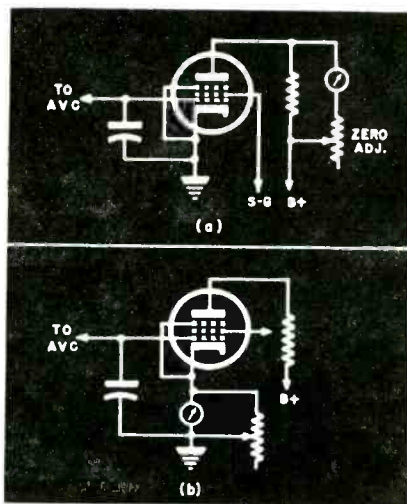 TO
AVC
ZERO
ADJ.
S-G B+
(a)
TO
AVC
B+
(b)